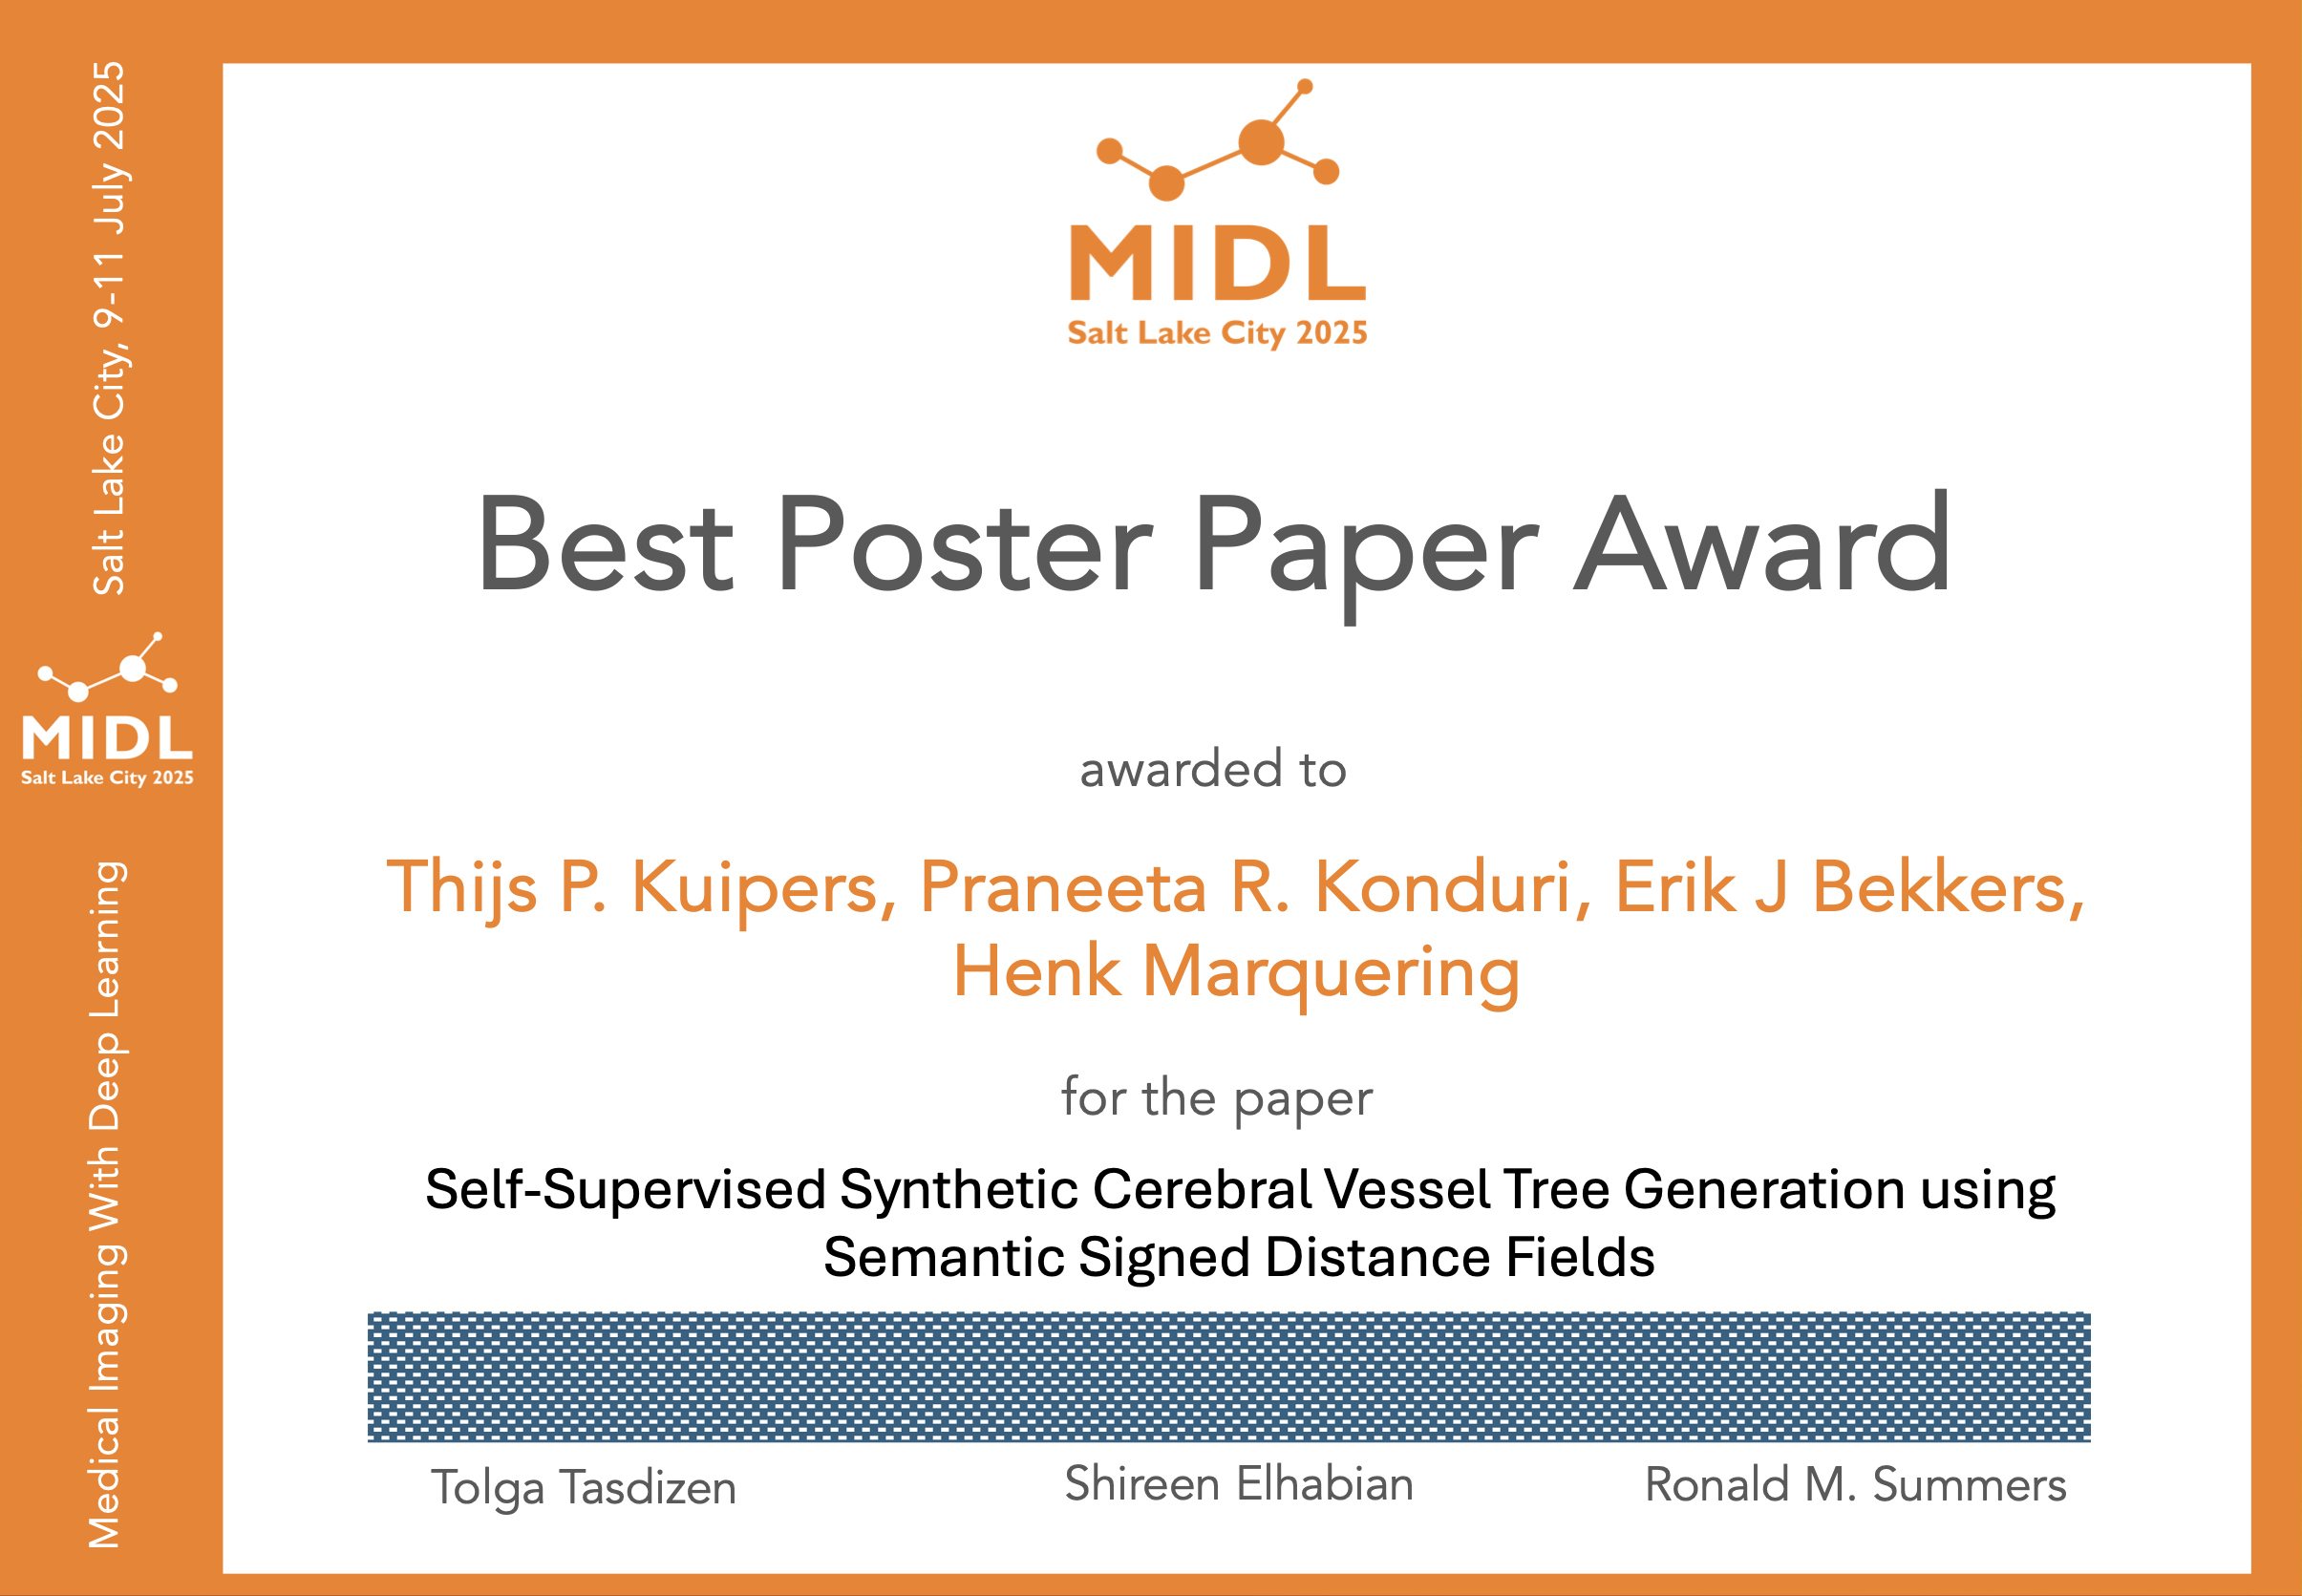 Salt Lake City, 9-11 July 2025
MIDL
Salt Lake City 2025
Medical Imaging With Deep Learning
MIDL
Salt Lake City 2025
Best Poster Paper Award
awarded to
Thijs P. Kuipers, Praneeta R. Konduri, Erik J Bekkers,
Henk Marquering
for the paper
Self-Supervised Synthetic Cerebral Vessel Tree Generation using
Semantic Signed Distance Fields
Tolga Tasdizen
Shireen Elhabian
Ronald M. Summers